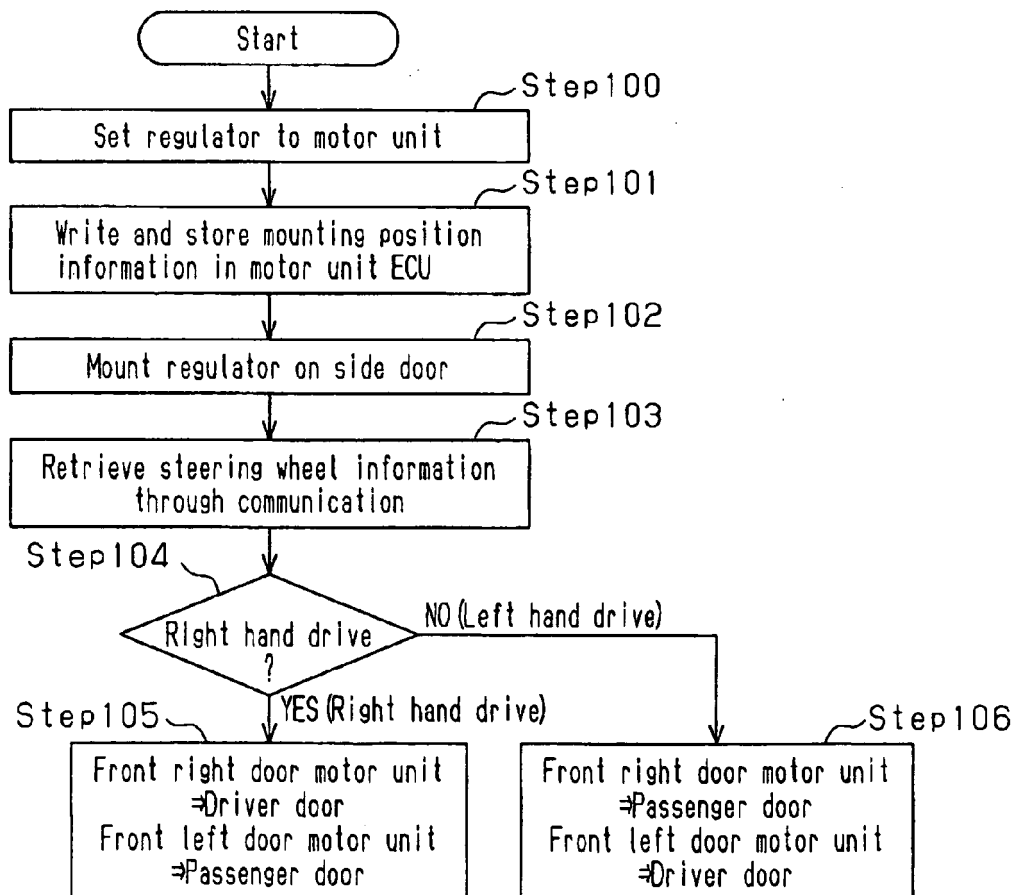 Start
Step100
Set regulator to motor unit
Step101
Write and store mounting position
information in motor unit ECU
Step102
Mount regulator on side door
Step103
Retrieve steering wheel information
through communication
Step104
Right hand drive
?
NO(Left hand drive)
YES(Right hand drive)
Step105
Front right door motor unit
⇒Driver door
Front left door motor unit
⇒Passenger door
Step106
Front right door motor unit
⇒Passenger door
Front left door motor unit
⇒Driver door